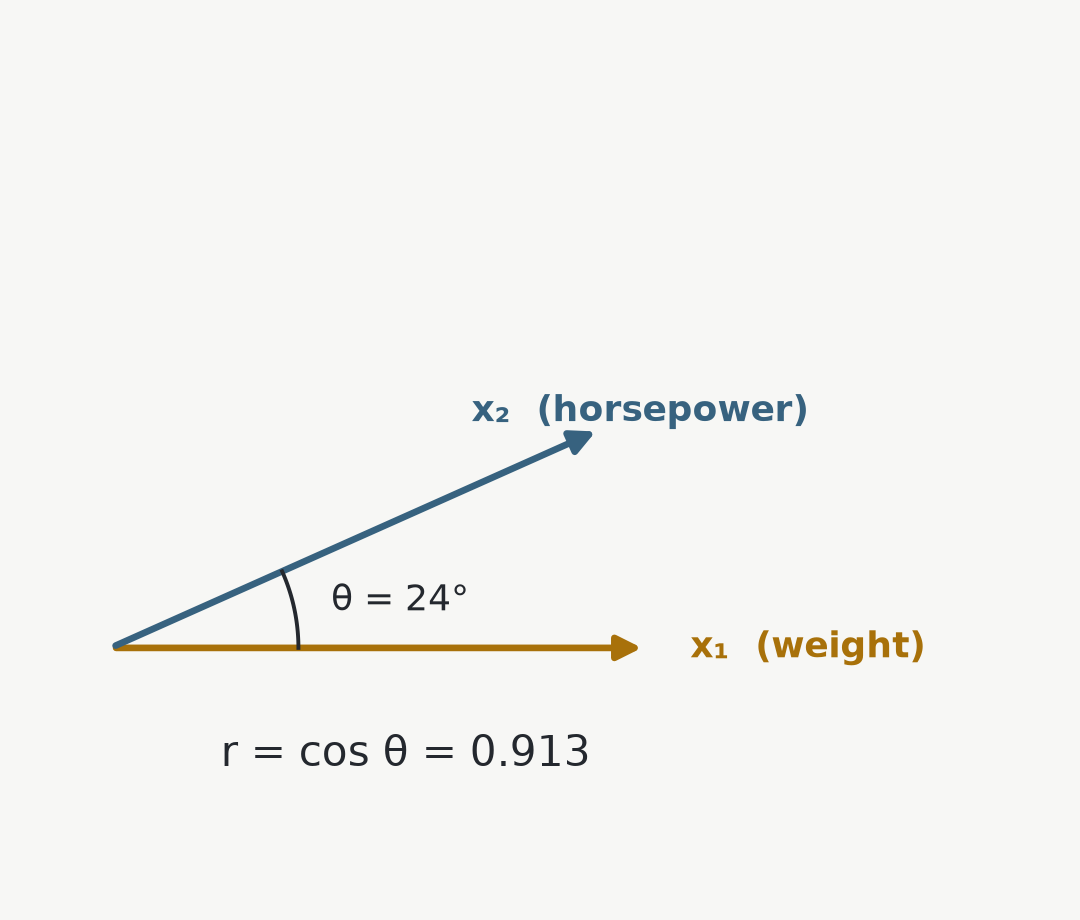 x₂ (horsepower)
θ = 24°
x₁ (weight)
r = cos θ = 0.913